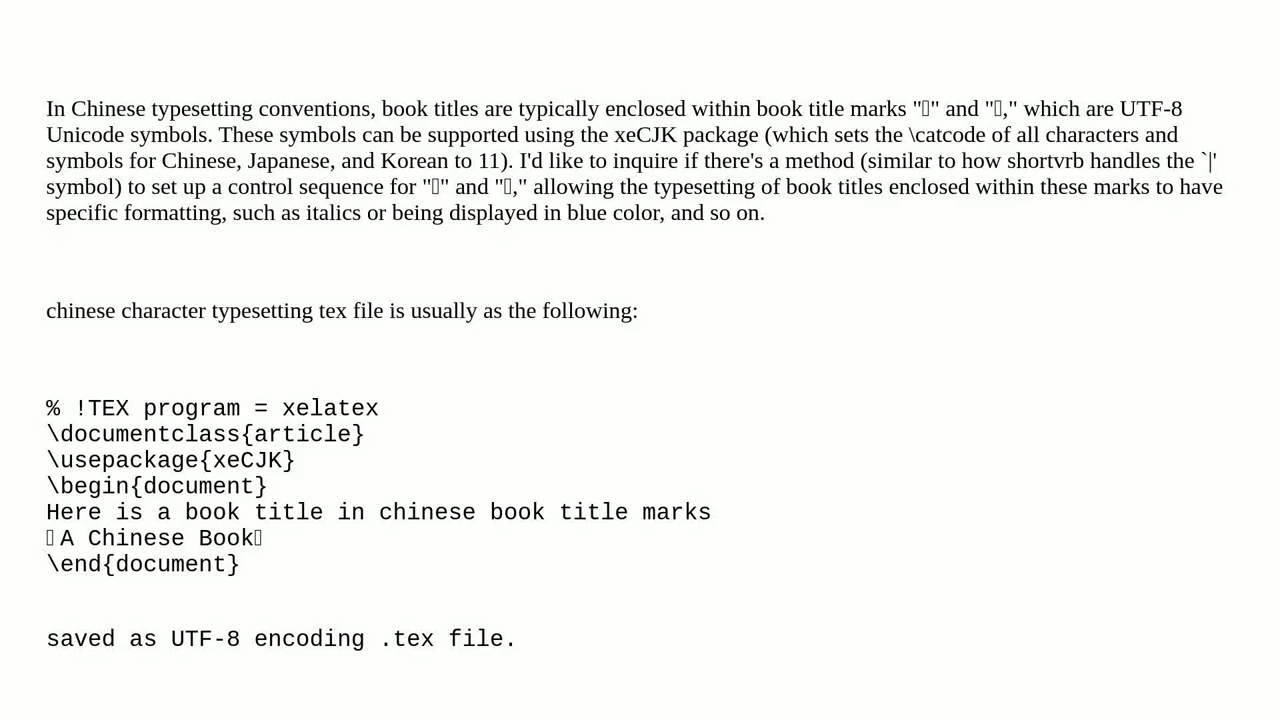 In Chinese typesetting conventions, book titles are typically enclosed within book title marks "▯" and "▯," which are UTF-8
Unicode symbols. These symbols can be supported using the xeCJK package (which sets the \catcode of all characters and
symbols for Chinese, Japanese, and Korean to 11). I'd like to inquire if there's a method (similar to how shortvrb handles the `|'
symbol) to set up a control sequence for "▯" and "▯," allowing the typesetting of book titles enclosed within these marks to have
specific formatting, such as italics or being displayed in blue color, and so on.
chinese character typesetting tex file is usually as the following:
% !TEX program = xelatex
\documentclass{article}
\usepackage{xeCJK}
\begin{document}
Here is a book title in chinese book title marks
▯A Chinese Book▯
\end{document}
saved as UTF-8 encoding .tex file.